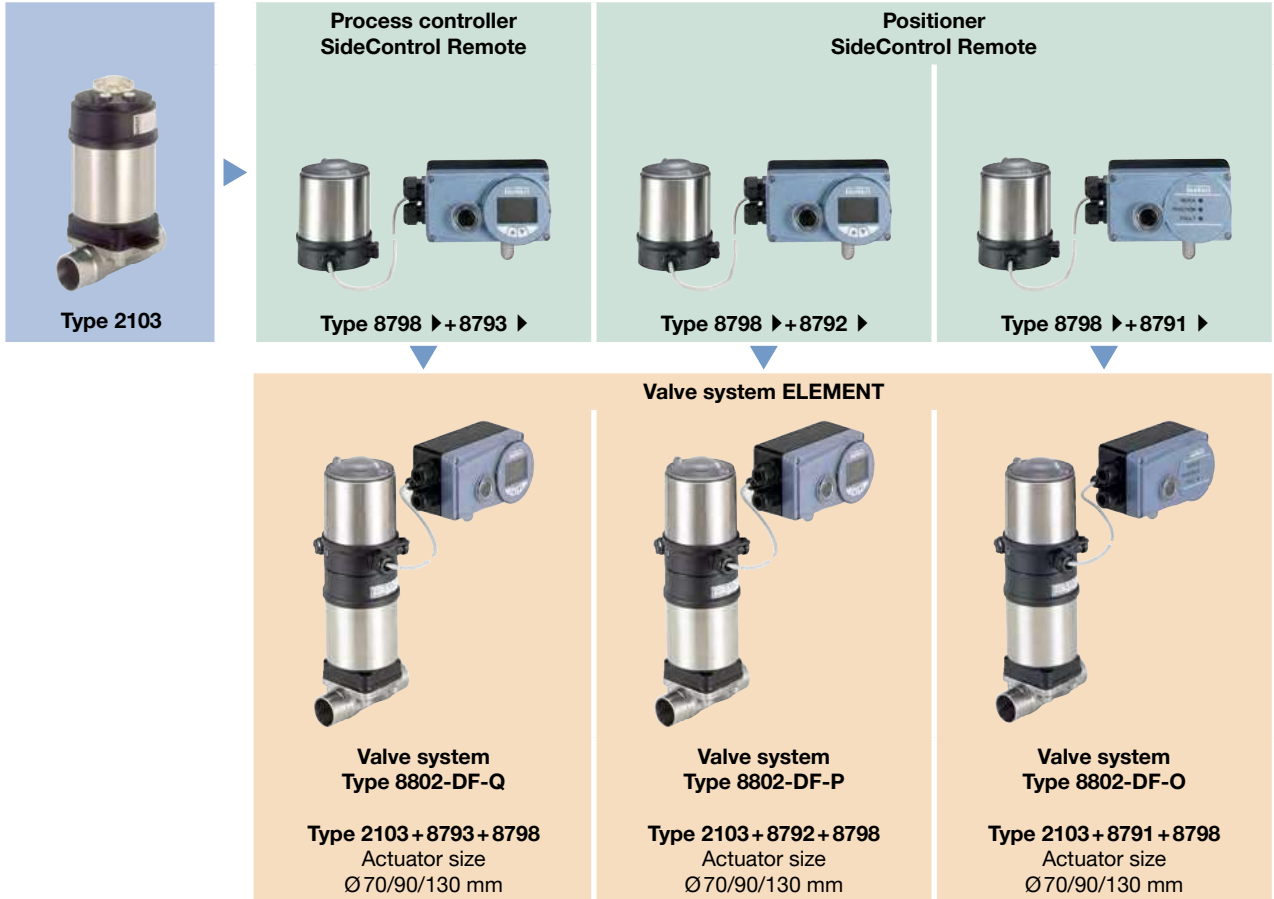 Process controller
SideControl Remote
Positioner
SideControl Remote
Type 2103
Type 8798 ▶+8793 ▶
Type 8798 ▶+8792 ▶
Type 8798 ▶+8791 ▶
Valve system ELEMENT
Valve system
Type 8802-DF-Q
Type 2103+8793+8798
Actuator size
Ø70/90/130 mm
Valve system
Type 8802-DF-P
Type 2103+8792+8798
Actuator size
Ø70/90/130 mm
Valve system
Type 8802-DF-O
Type 2103+8791+8798
Actuator size
Ø70/90/130 mm